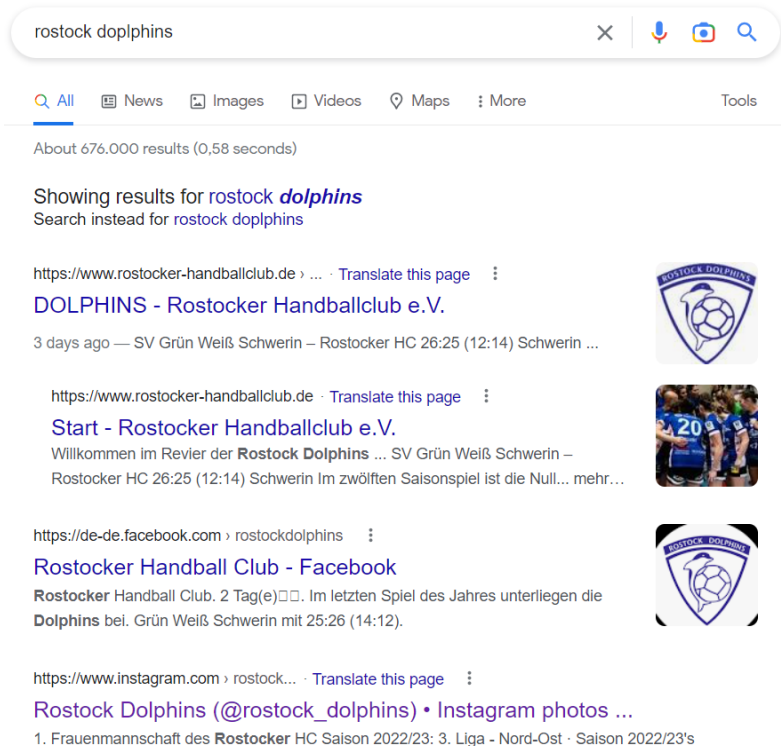 rostock doplphins
All News Images Videos Maps More Tools
About 676.000 results (0,58 seconds)
Showing results for rostock dolphins
Search instead for rostock doplphins
https://www.rostocker-handballclub.de › ... · Translate this page
DOLPHINS - Rostocker Handballclub e.V.
3 days ago — SV Grün Weiß Schwerin – Rostocker HC 26:25 (12:14) Schwerin ...
ROSTOCK DOLPHINS
https://www.rostocker-handballclub.de · Translate this page
Start - Rostocker Handballclub e.V.
Willkommen im Revier der Rostock Dolphins ... SV Grün Weiß Schwerin –
Rostocker HC 26:25 (12:14) Schwerin Im zwölften Saisonspiel ist die Null... mehr…
20
https://de-de.facebook.com › rostockdolphins
Rostocker Handball Club - Facebook
Rostocker Handball Club. 2 Tag(e)□□. Im letzten Spiel des Jahres unterliegen die
Dolphins bei. Grün Weiß Schwerin mit 25:26 (14:12).
ROSTOCK DOLPHINS
https://www.instagram.com › rostock... · Translate this page
Rostock Dolphins (@rostock_dolphins) • Instagram photos ...
1. Frauenmannschaft des Rostocker HC Saison 2022/23: 3. Liga - Nord-Ost · Saison 2022/23's